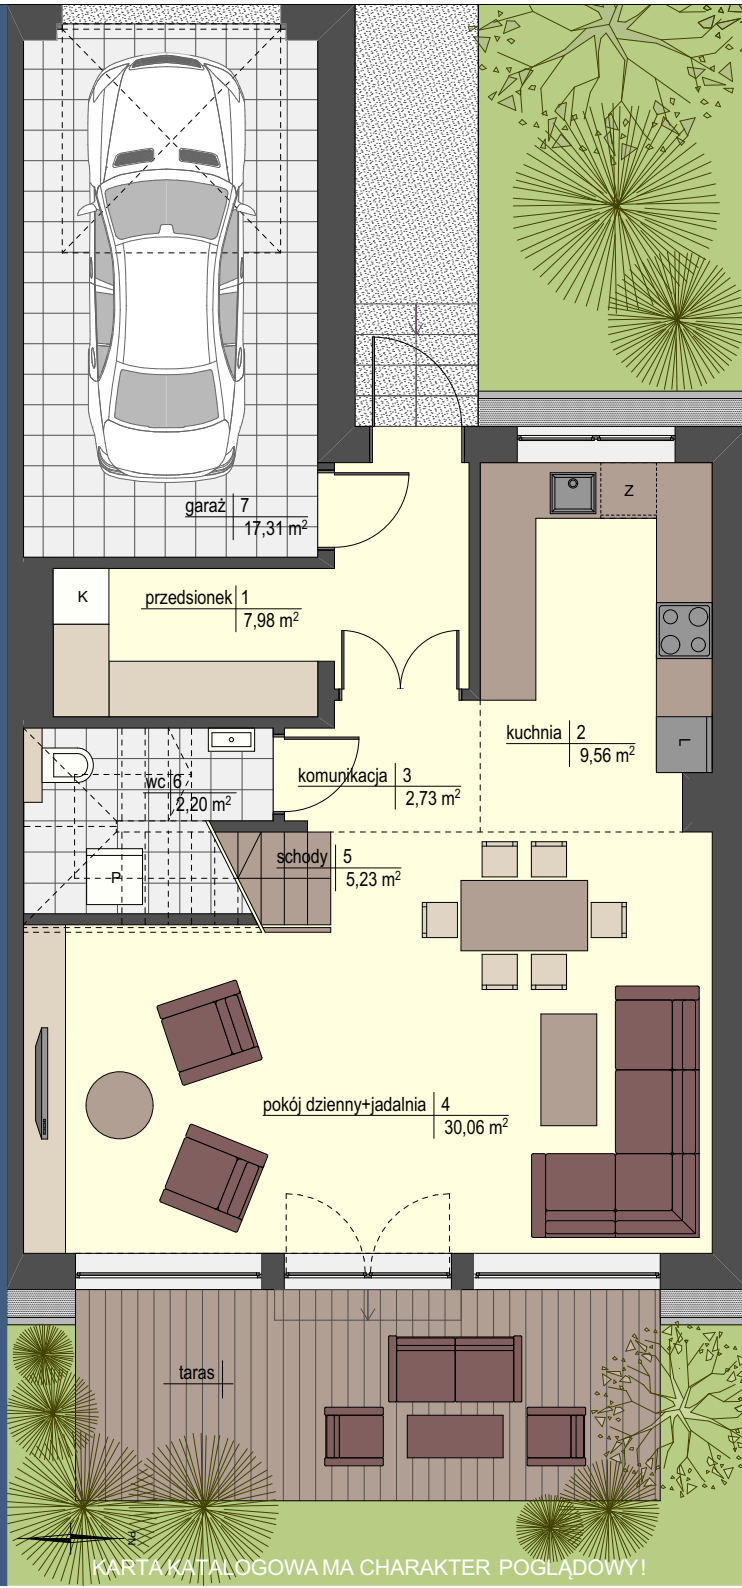 garaż 7
17,31 m²
Z
K
przedsionek 1
7,98 m²
kuchnia 2
9,56 m²
L
komunikacja 3
2,73 m²
wc 6
2,20 m²
schody 5
5,23 m²
P
pokój dzienny+jadalnia 4
30,06 m²
taras
PN
KARTA KATALOGOWA MA CHARAKTER POGLĄDOWY!